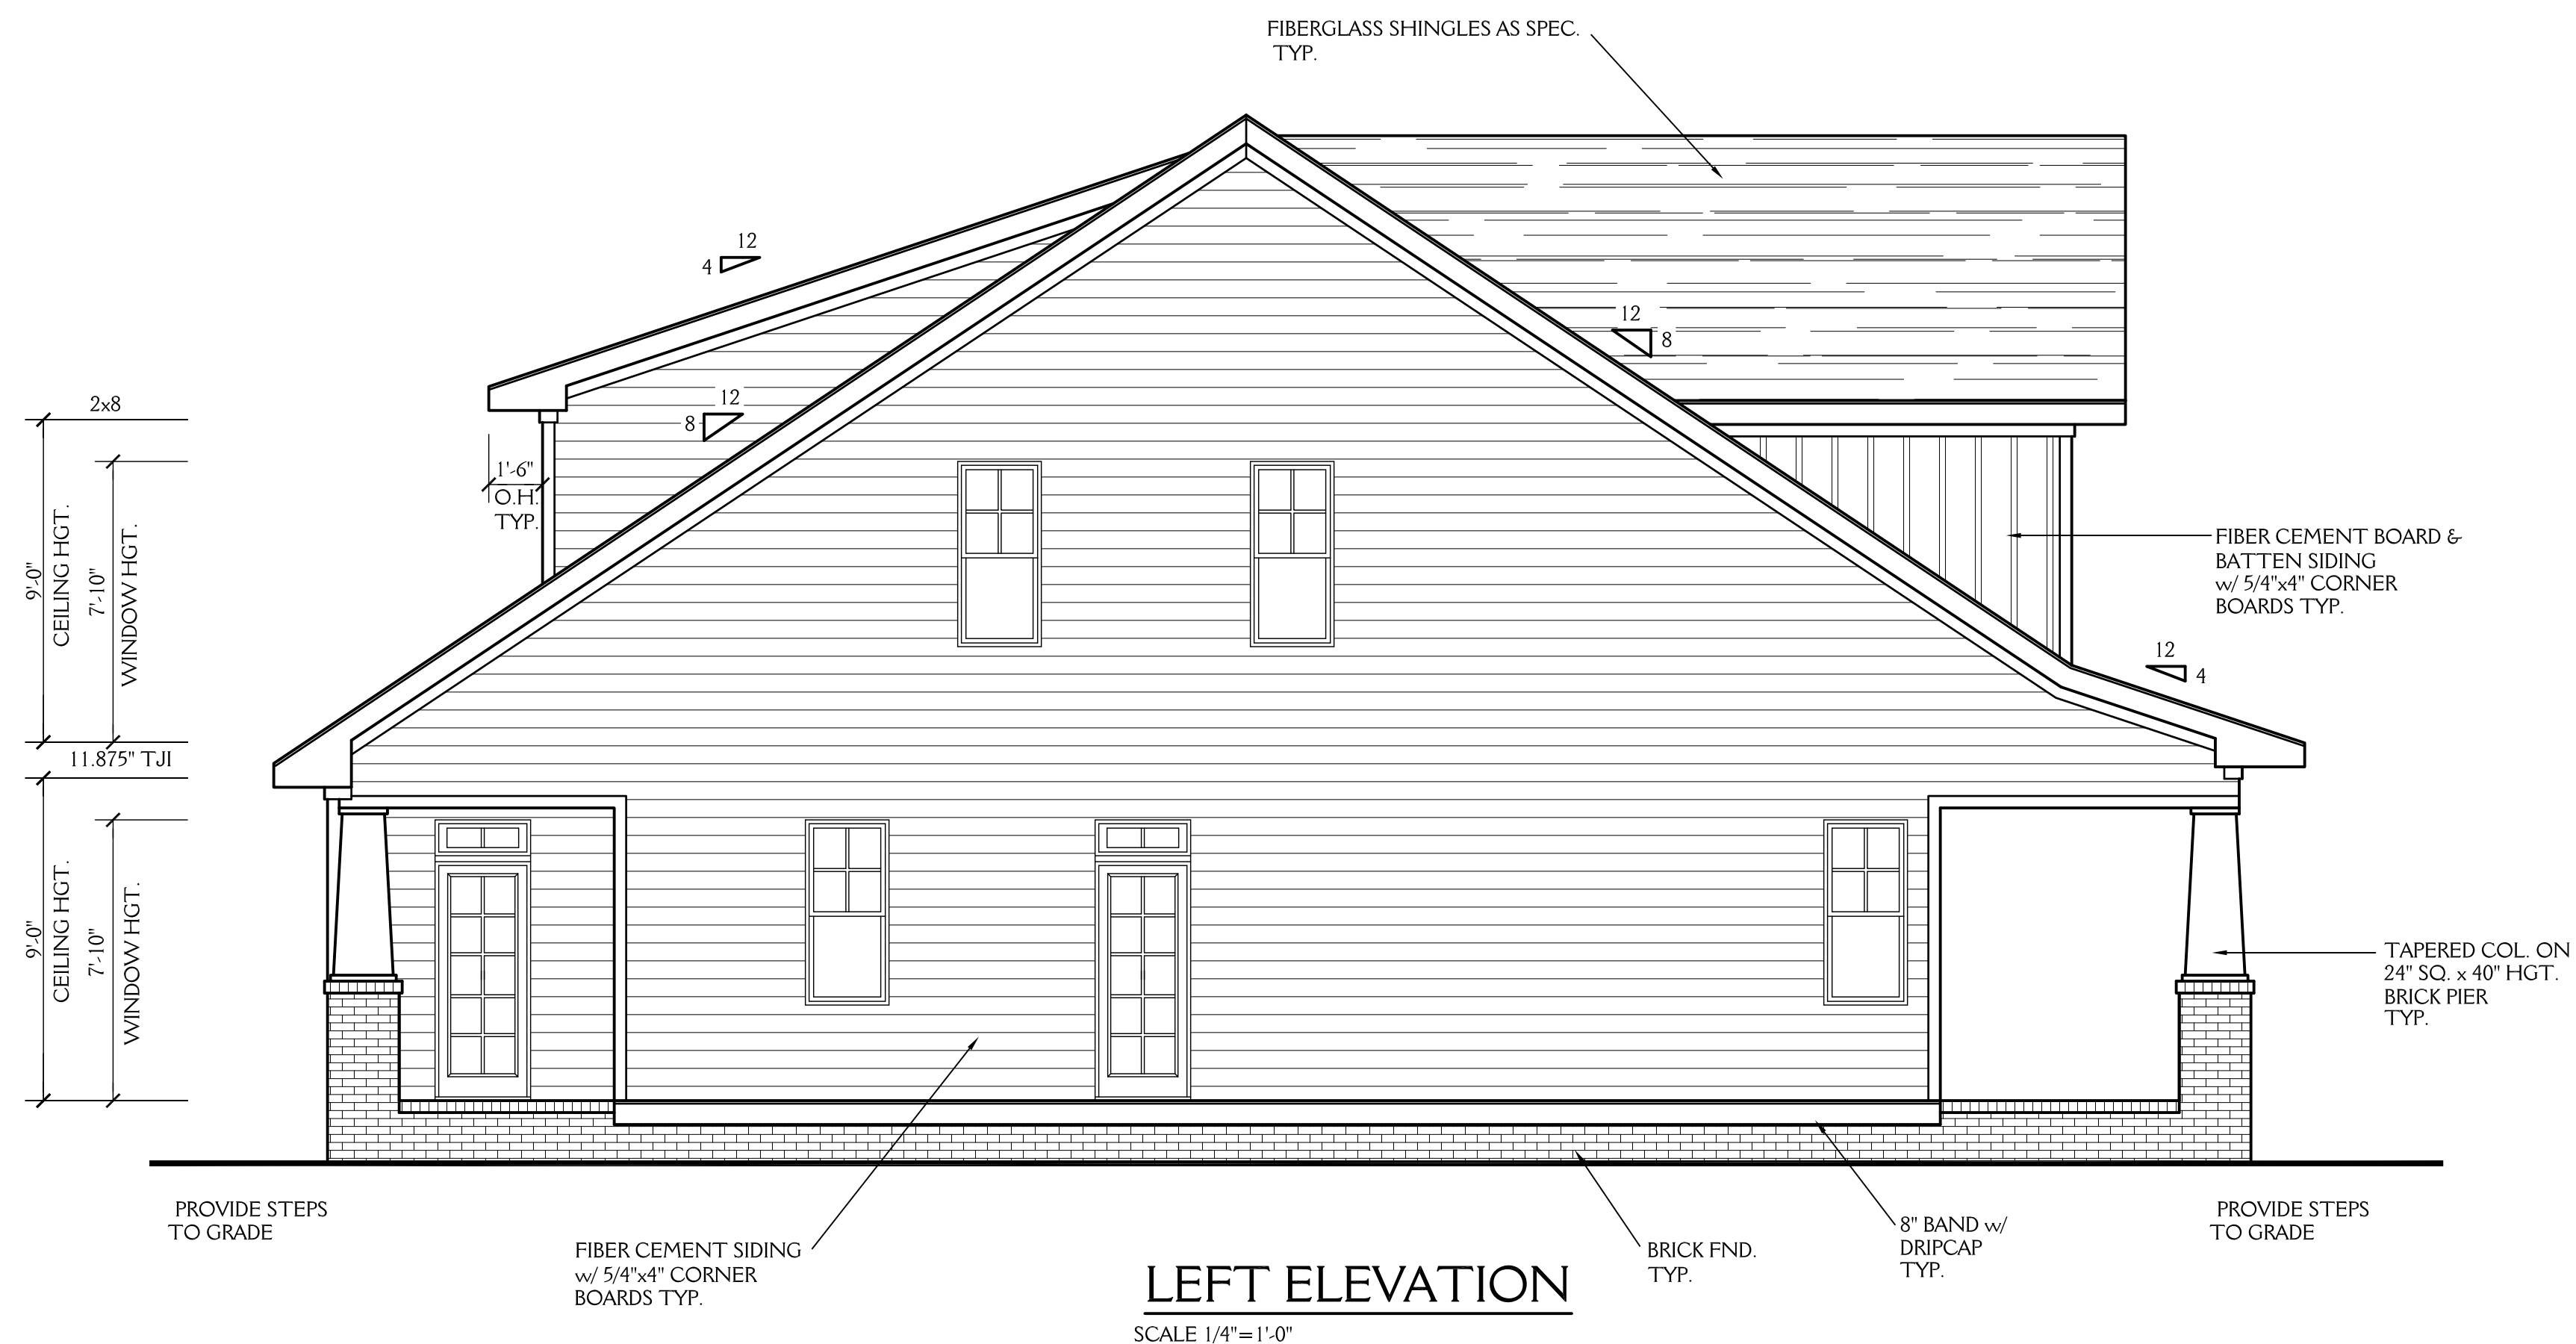 FIBERGLASS SHINGLES AS SPEC.
TYP.
12
4
12
8
12
8
2x8
1'-6"
O.H.
TYP.
9'-0"
CEILING HGT.
7'-10"
WINDOW HGT.
FIBER CEMENT BOARD &
BATTEN SIDING
w/ 5/4"x4" CORNER
BOARDS TYP.
12
4
11.875" TJI
9'-0"
CEILING HGT.
7'-10"
WINDOW HGT.
TAPERED COL. ON
24" SQ. x 40" HGT.
BRICK PIER
TYP.
PROVIDE STEPS
TO GRADE
PROVIDE STEPS
TO GRADE
FIBER CEMENT SIDING
w/ 5/4"x4" CORNER
BOARDS TYP.
BRICK FND.
TYP.
8" BAND w/
DRIPCAP
TYP.
LEFT ELEVATION
SCALE 1/4"=1'-0"